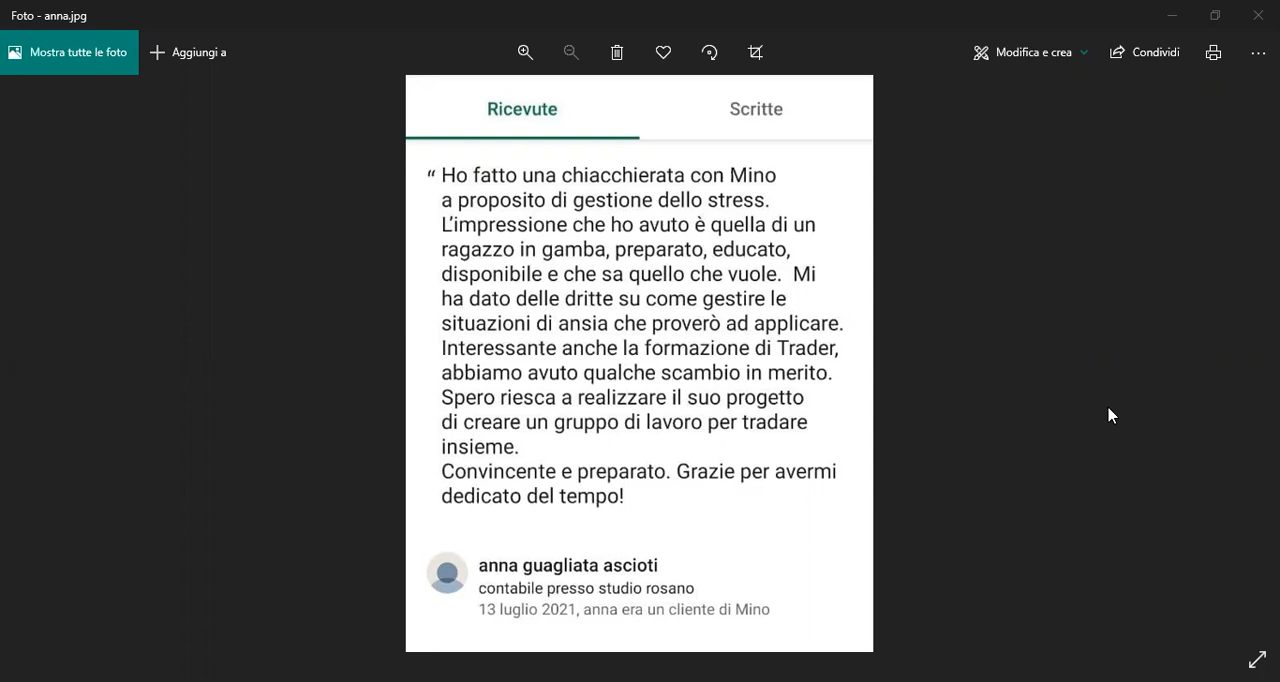 Foto - anna.jpg
Mostra tutte le foto
Aggiungi a
Modifica e crea
Condividi
Ricevute
Scritte
“ Ho fatto una chiacchierata con Mino
a proposito di gestione dello stress.
L’impressione che ho avuto è quella di un
ragazzo in gamba, preparato, educato,
disponibile e che sa quello che vuole. Mi
ha dato delle dritte su come gestire le
situazioni di ansia che proverò ad applicare.
Interessante anche la formazione di Trader,
abbiamo avuto qualche scambio in merito.
Spero riesca a realizzare il suo progetto
di creare un gruppo di lavoro per tradare
insieme.
Convincente e preparato. Grazie per avermi
dedicato del tempo!
anna guagliata ascioti
contabile presso studio rosano
13 luglio 2021, anna era un cliente di Mino